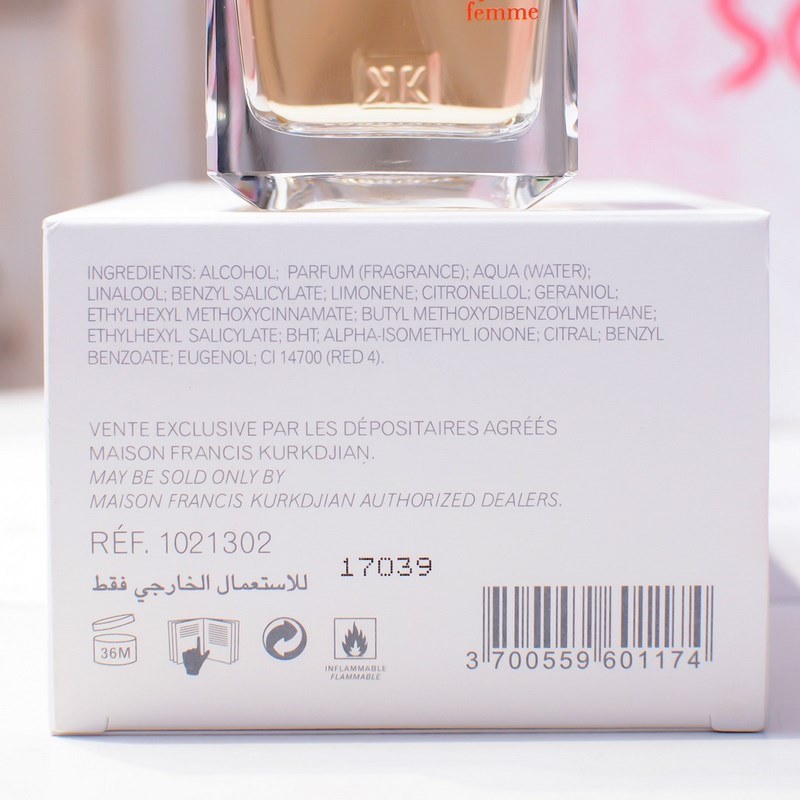 femme
INGREDIENTS: ALCOHOL; PARFUM (FRAGRANCE); AQUA (WATER);
LINALOOL; BENZYL SALICYLATE; LIMONENE; CITRONELLOL; GERANIOL;
ETHYLHEXYL METHOXYCINNAMATE; BUTYL METHOXYDIBENZOYLMETHANE;
ETHYLHEXYL SALICYLATE; BHT; ALPHA-ISOMETHYL IONONE; CITRAL; BENZYL
BENZOATE; EUGENOL; CI 14700 (RED 4).
VENTE EXCLUSIVE PAR LES DÉPOSITAIRES AGRÉÉS
MAISON FRANCIS KURKDJIAN.
MAY BE SOLD ONLY BY
MAISON FRANCIS KURKDJIAN AUTHORIZED DEALERS.
RÉF. 1021302
17039
للاستعمال الخارجي فقط
36M
INFLAMMABLE
FLAMMABLE
3 700559 601174